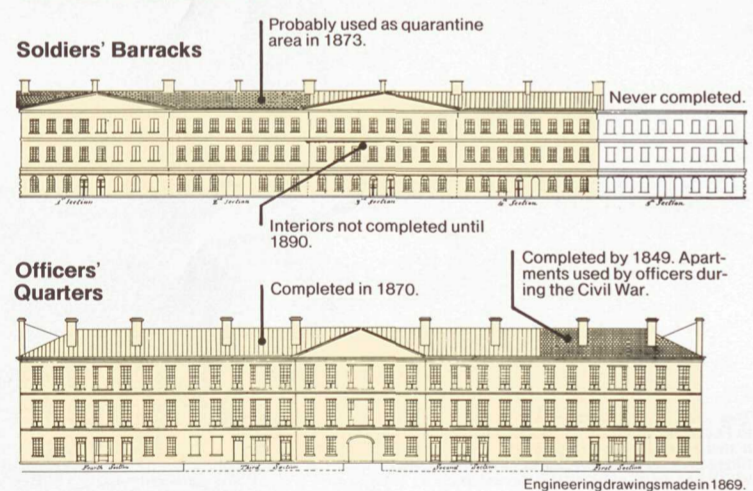 Probably used as quarantine
area in 1873.
Soldiers' Barracks
Never completed.
1st Section
2nd Section
3rd Section
4th Section
5th Section
Interiors not completed until
1890.
Officers'
Quarters
Completed in 1870.
Completed by 1849. Apart-
ments used by officers dur-
ing the Civil War.
Fourth Section
Third Section
Second Section
First Section
Engineering drawings made in 1869.